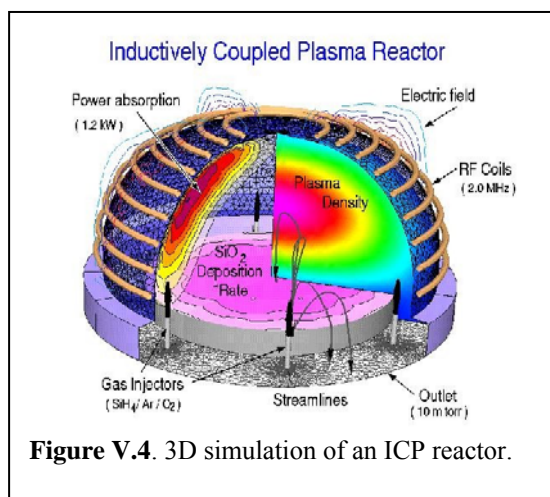 Inductively Coupled Plasma Reactor
Power absorption
( 1.2 kW )
Electric field
RF Coils
( 2.0 MHz )
Plasma
Density
SiO2
Deposition
Rate
Gas Injectors
( SiH4/ Ar / O2 )
Streamlines
Outlet
( 10 m torr )
Figure V.4. 3D simulation of an ICP reactor.